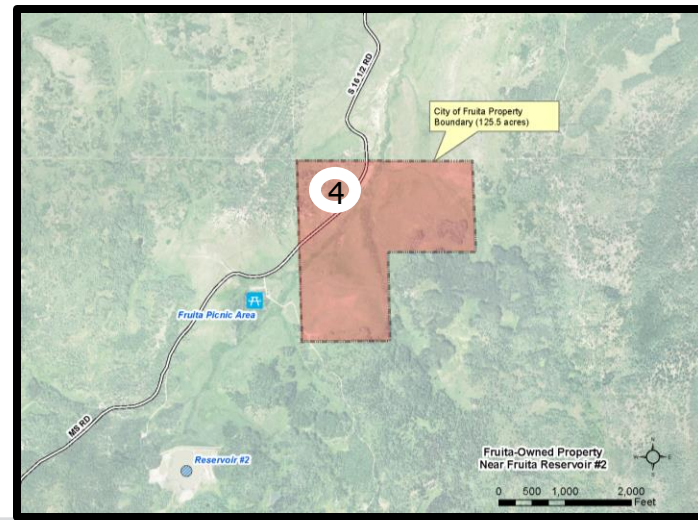 S 16 1/2 RD
City of Fruita Property
Boundary (125.5 acres)
4
Fruita Picnic Area
MS RD
Reservoir #2
Fruita-Owned Property
Near Fruita Reservoir #2
N
W
E
S
0 500 1,000 2,000
Feet